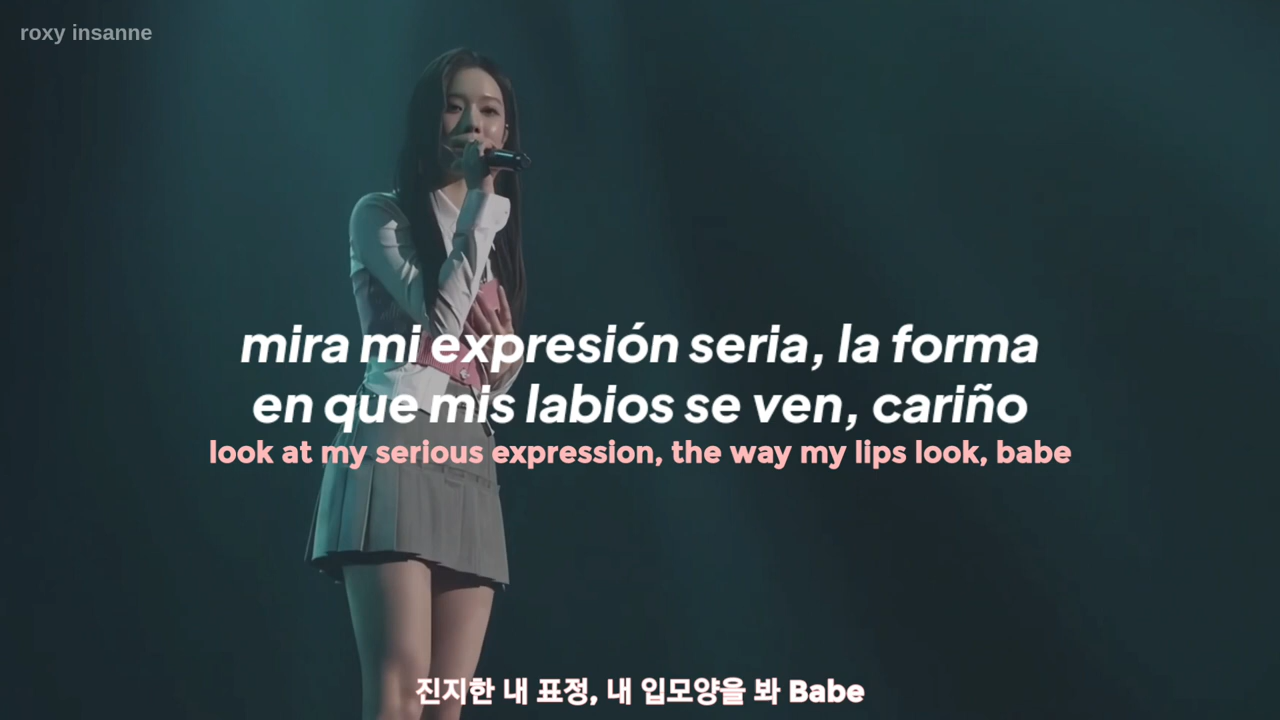 roxy insanne
mira mi expresión seria, la forma
en que mis labios se ven, cariño
look at my serious expression, the way my lips look, babe
진지한 내 표정, 내 입모양을 봐 Babe